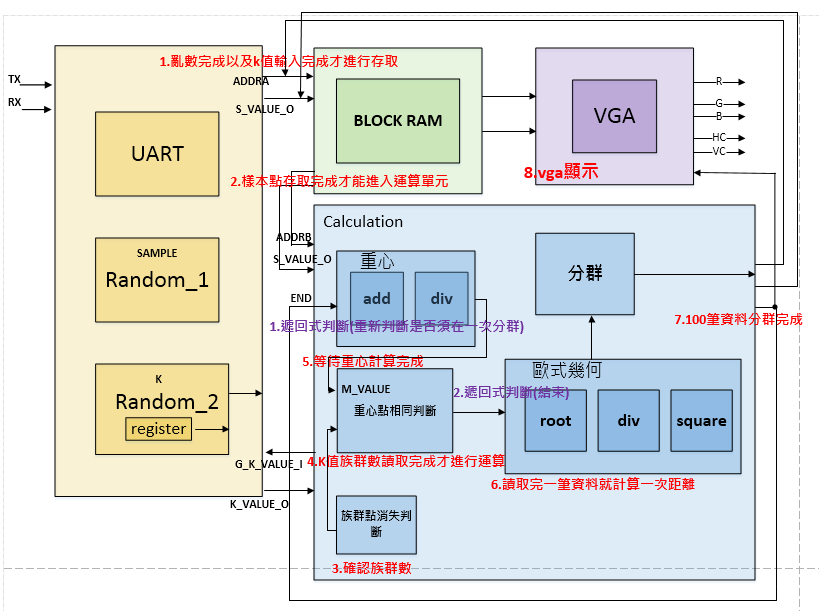 1.亂數完成以及k值輸入完成才進行存取
TX
RX
ADDRA
S_VALUE_O
BLOCK RAM
VGA
R
G
B
HC
VC
UART
8.vga顯示
2.樣本點存取完成才能進入運算單元
Calculation
ADDRB
S_VALUE_O
SAMPLE
Random_1
重心
add
div
分群
END
1.遞回式判斷(重新判斷是否須在一次分群)
7.100筆資料分群完成
5.等待重心計算完成
歐式幾何
K
Random_2
register
M_VALUE
2.遞回式判斷(結束)
重心點相同判斷
root
div
square
G_K_VALUE_I
4.K值族群數讀取完成才進行運算
6.讀取完一筆資料就計算一次距離
K_VALUE_O
族群點消失判
斷
3.確認族群數